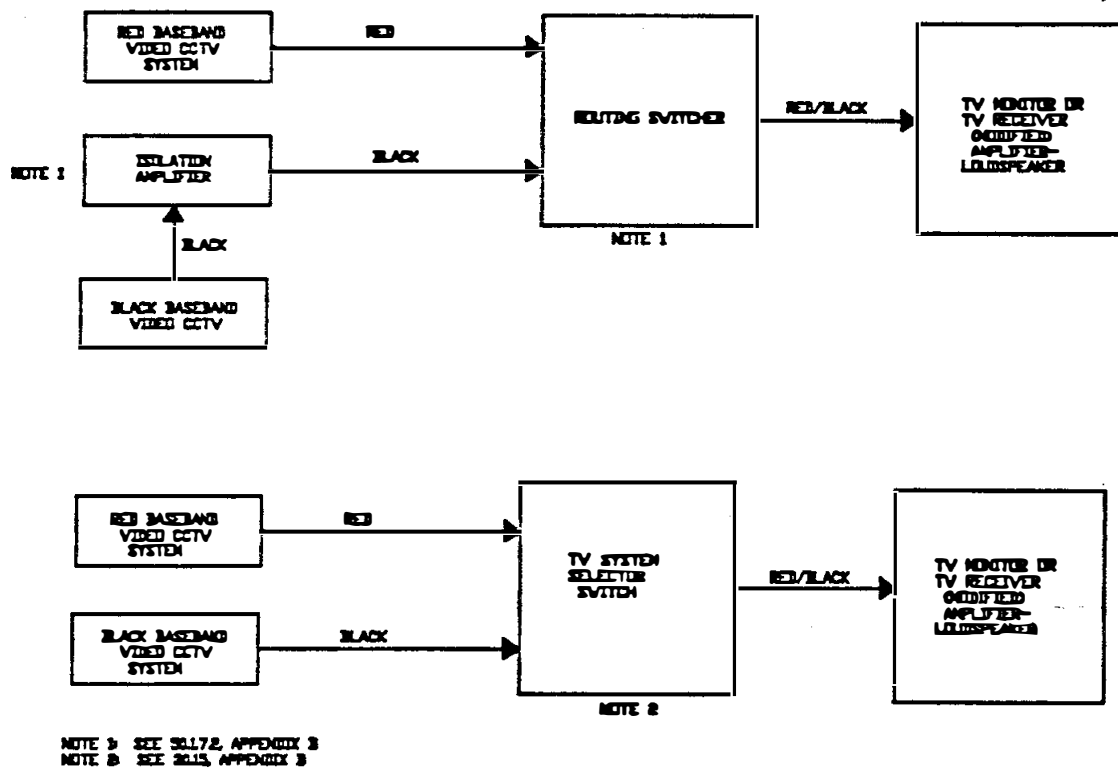 RED BASEBAND
VIDEO CCTV
SYSTEM
RED
ROUTING SWITCHER
NOTE 1
RED/BLACK
TV MONITOR OR
TV RECEIVER
(MODIFIED
AMPLIFIER-
LOUDSPEAKER
NOTE 1
ISOLATION
AMPLIFIER
BLACK
BLACK
BLACK BASEBAND
VIDEO CCTV
RED BASEBAND
VIDEO CCTV
SYSTEM
RED
TV SYSTEM
SELECTOR
SWITCH
NOTE 2
RED/BLACK
TV MONITOR OR
TV RECEIVER
(MODIFIED
AMPLIFIER-
LOUDSPEAKER
BLACK BASEBAND
VIDEO CCTV
SYSTEM
BLACK
NOTE 1: SEE APPENDIX B
NOTE 2: SEE APPENDIX B